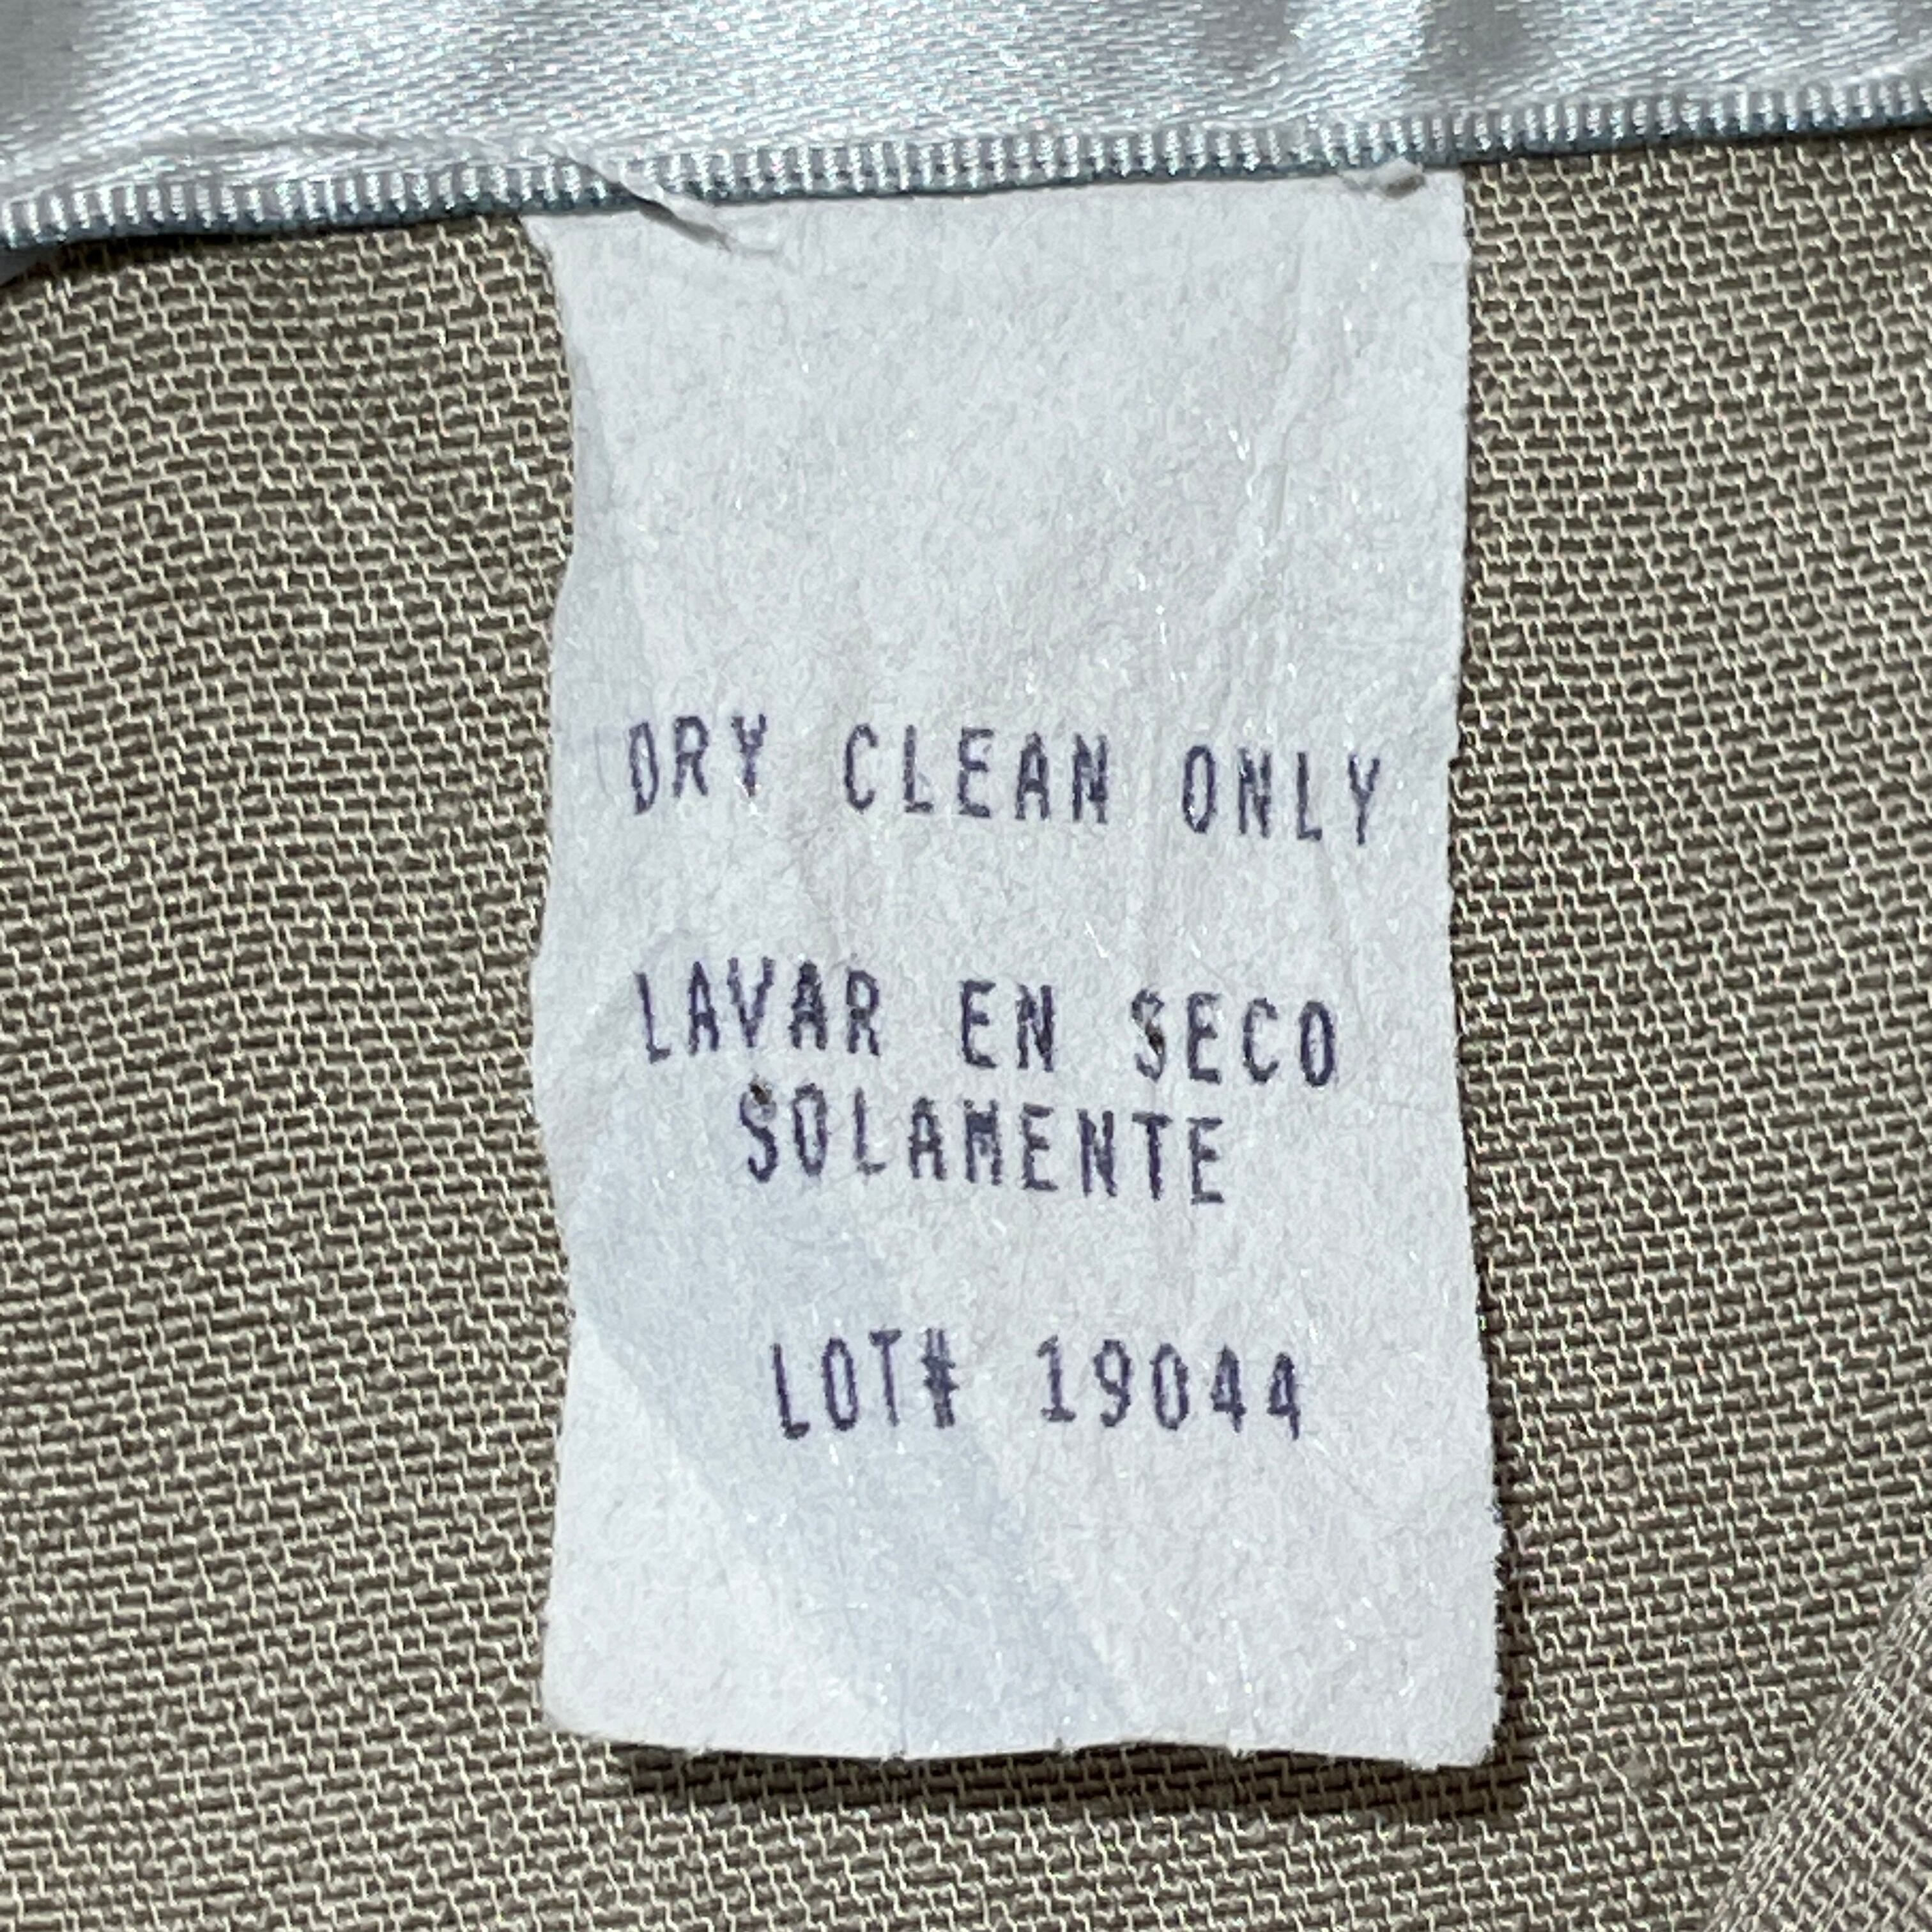 DRY CLEAN ONLY
LAVAR EN SECO
SOLAMENTE
LOT# 19044